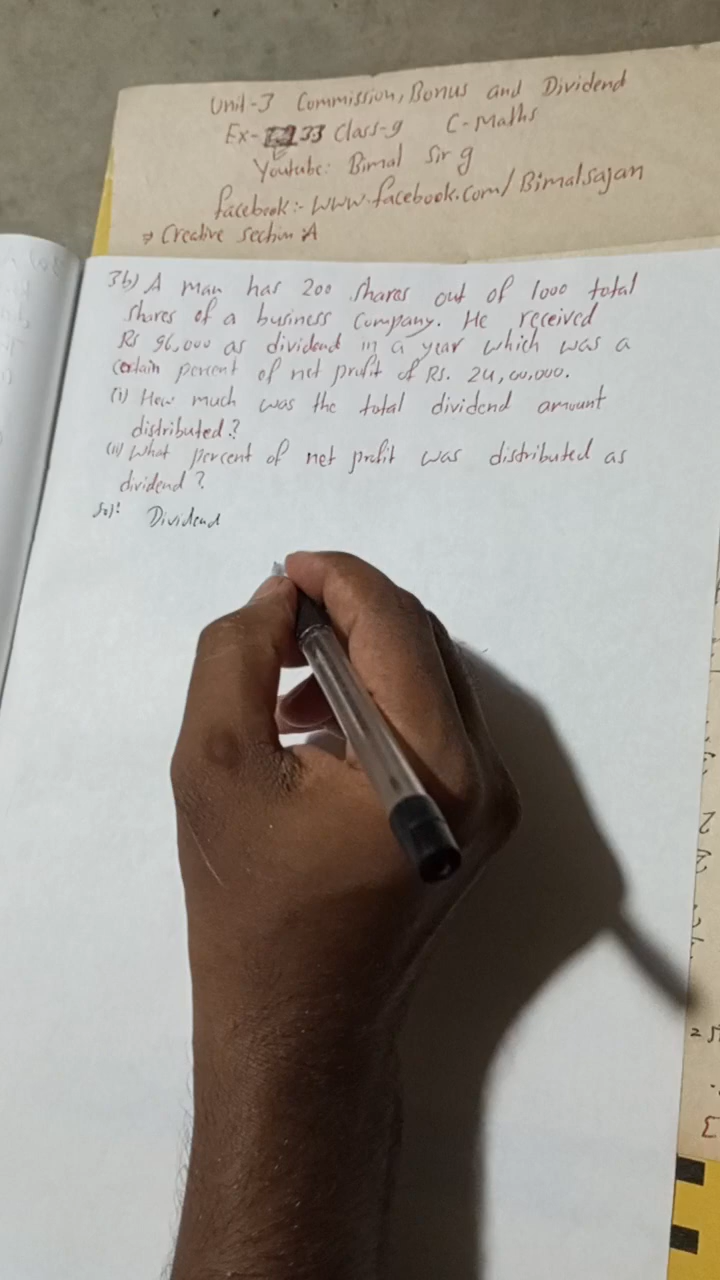 Unit-3 Commission, Bonus and Dividend
Ex- 3.3 Class-9 C-Maths
Youtube: Bimal Sir g
facebook:- www.facebook.com/Bimalsajan
⇒ Creative Section A
3b) A man has 200 shares out of 1000 total
shares of a business company. He received
Rs 96,000 as dividend in a year which was a
certain percent of net profit of Rs. 24,00,000.
(i) How much was the total dividend amount
distributed?
(ii) What percent of net profit was distributed as
dividend?
Sol: Dividend